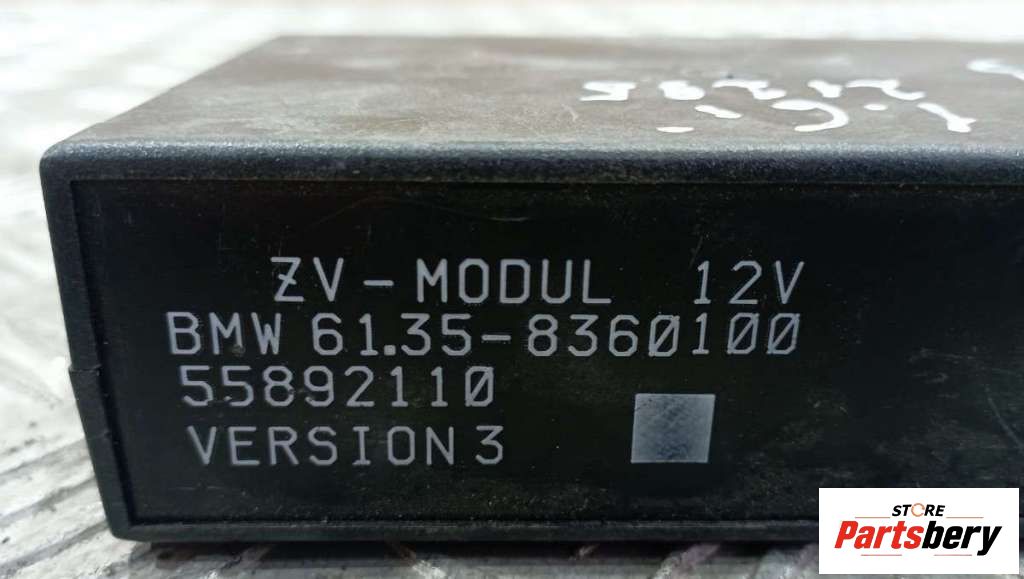 ZV-MODUL 12V
BMW 61.35-8360100
55892110
VERSION 3
STORE
Partsbery